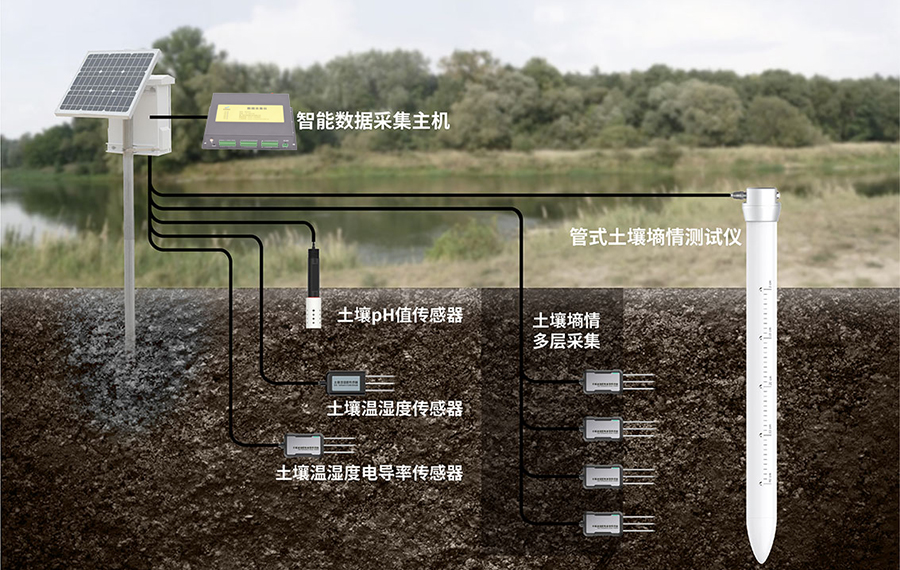 智能数据采集主机
管式土壤墒情测试仪
土壤pH值传感器
土壤墒情
多层采集
土壤温湿度传感器
土壤温湿度电导率传感器